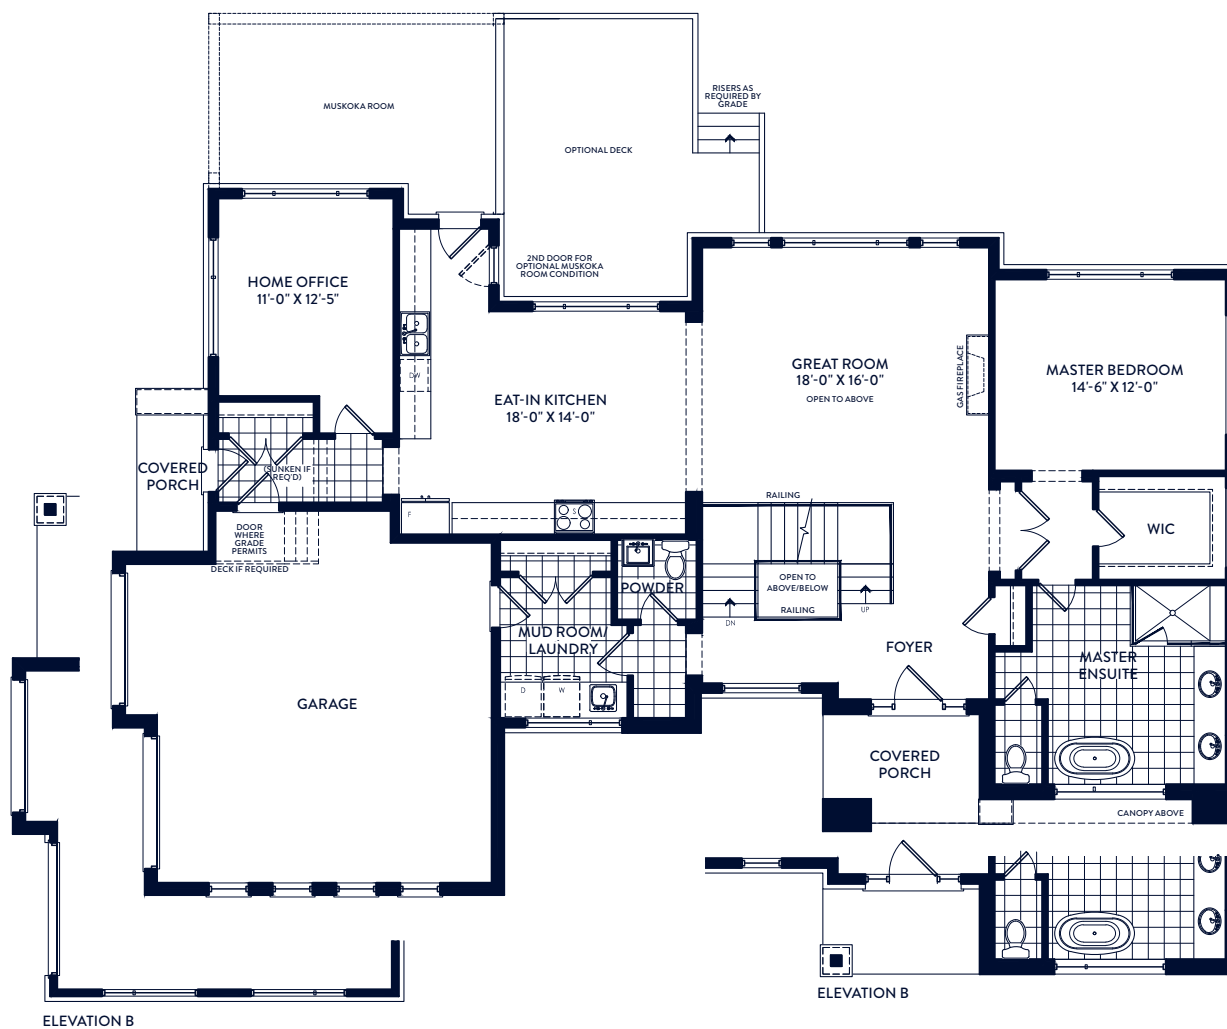 RISERS AS
REQUIRED BY
GRADE
MUSKOKA ROOM
OPTIONAL DECK
2ND DOOR FOR
OPTIONAL MUSKOKA
ROOM CONDITION
HOME OFFICE
11'-0" X 12'-5"
GREAT ROOM
18'-0" X 16'-0"
OPEN TO ABOVE
GAS FIREPLACE
MASTER BEDROOM
14'-6" X 12'-0"
DW
EAT-IN KITCHEN
18'-0" X 14'-0"
COVERED
PORCH
(SUNKEN IF
REQ'D)
F
S
RAILING
WIC
DOOR
WHERE
GRADE
PERMITS
DECK IF REQUIRED
OPEN TO
ABOVE/BELOW
RAILING
DN
UP
POWDER
MUD ROOM/
LAUNDRY
D
W
FOYER
MASTER
ENSUITE
GARAGE
COVERED
PORCH
CANOPY ABOVE
ELEVATION B
ELEVATION B